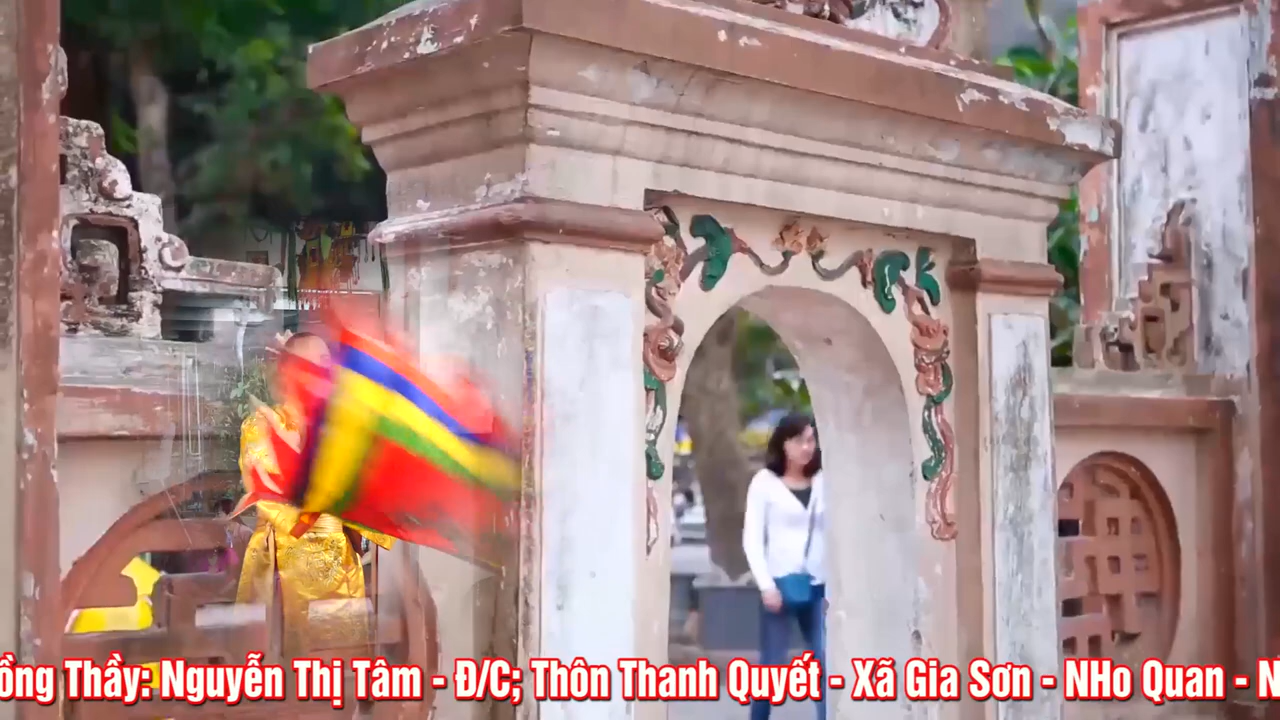 ồng Thầy: Nguyễn Thị Tâm - Đ/C; Thôn Thanh Quyết - Xã Gia Sơn - NHo Quan - N